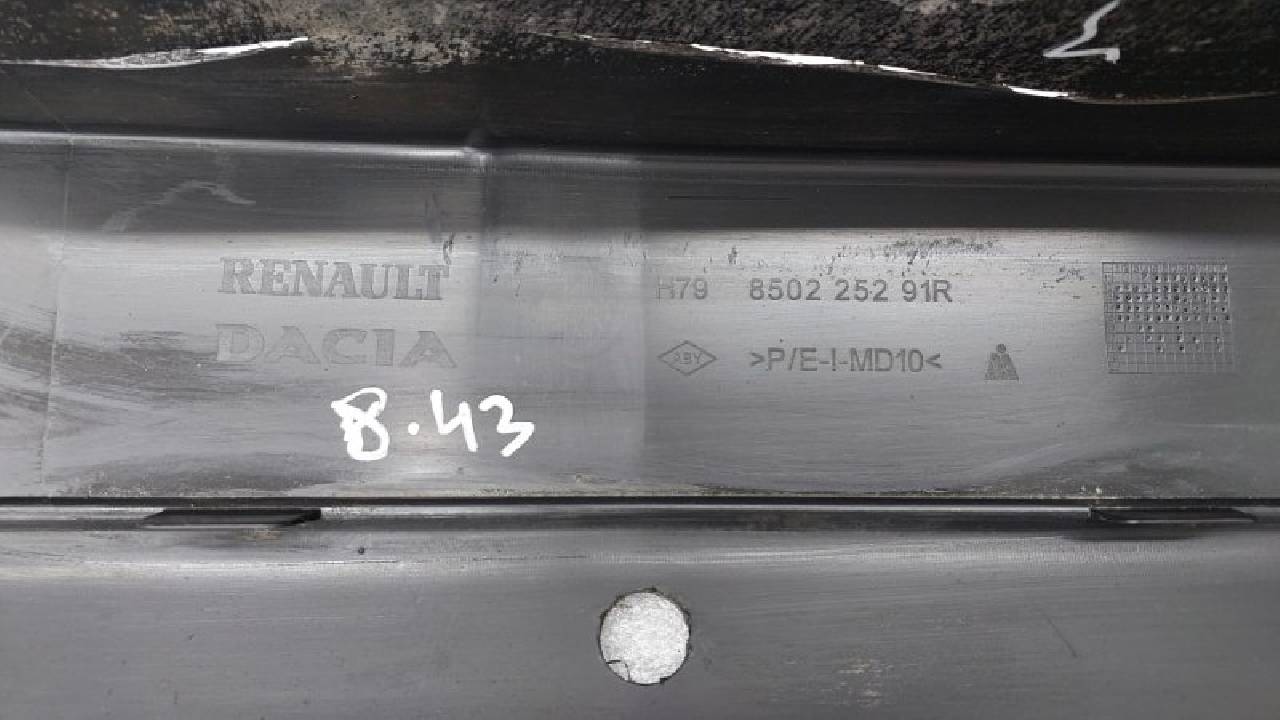 RENAULT
DACIA
H79 8502 252 91R
>P/E-I-MD10<
8.43